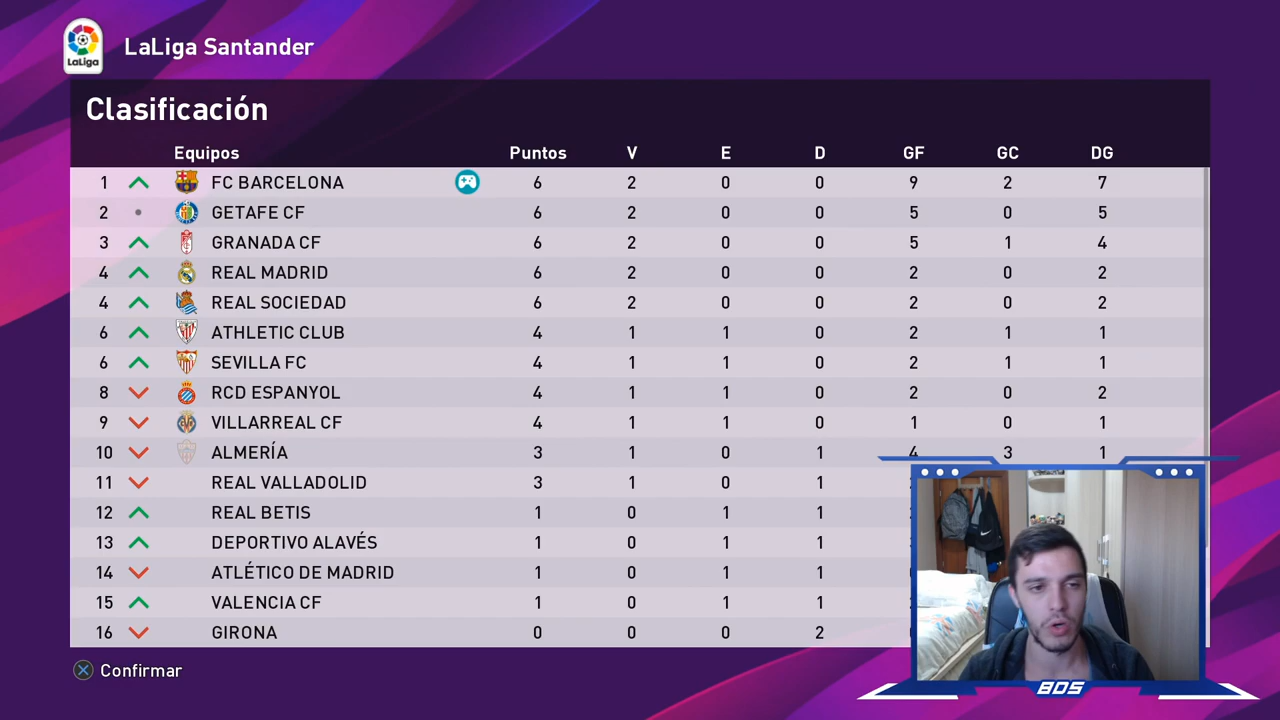 LaLiga Santander
LaLiga
Clasificación
Equipos Puntos V E D GF GC DG
1 FC BARCELONA 6 2 0 0 9 2 7
2 GETAFE CF 6 2 0 0 5 0 5
3 GRANADA CF 6 2 0 0 5 1 4
4 REAL MADRID 6 2 0 0 2 0 2
4 REAL SOCIEDAD 6 2 0 0 2 0 2
6 ATHLETIC CLUB 4 1 1 0 2 1 1
6 SEVILLA FC 4 1 1 0 2 1 1
8 RCD ESPANYOL 4 1 1 0 2 0 2
9 VILLARREAL CF 4 1 1 0 1 0 1
10 ALMERÍA 3 1 0 1 4 3 1
11 REAL VALLADOLID 3 1 0 1
12 REAL BETIS 1 0 1 1
13 DEPORTIVO ALAVÉS 1 0 1 1
14 ATLÉTICO DE MADRID 1 0 1 1
15 VALENCIA CF 1 0 1 1
16 GIRONA 0 0 0 2
Confirmar
BDS